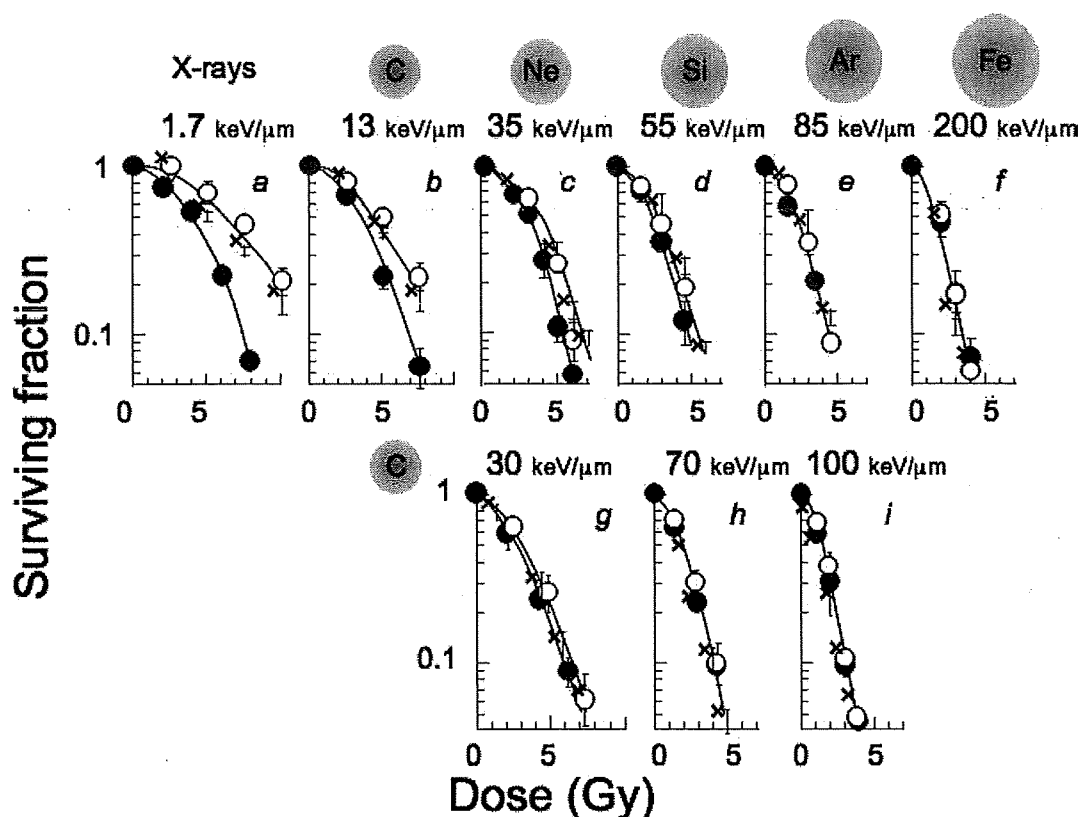 X-rays C Ne Si Ar Fe
1.7 keV/μm 13 keV/μm 35 keV/μm 55 keV/μm 85 keV/μm 200 keV/μm
1 a b c d e f
0.1
0 5 0 5 0 5 0 5 0 5 0 5
C 30 keV/μm 70 keV/μm 100 keV/μm
1 g h i
0.1
0 5 0 5 0 5
Surviving fraction
Dose (Gy)